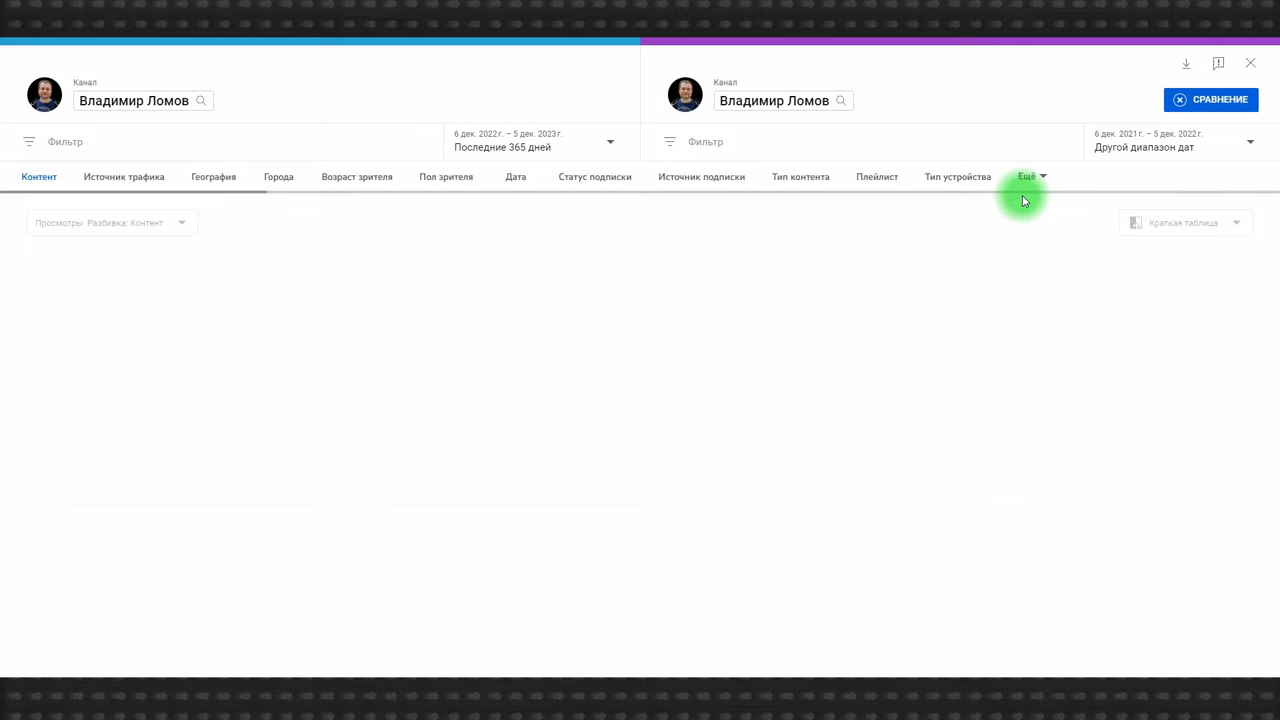 Канал
Владимир Ломов
Канал
Владимир Ломов
СРАВНЕНИЕ
Фильтр
6 дек. 2022 г. – 5 дек. 2023 г.
Последние 365 дней
Фильтр
6 дек. 2021 г. – 5 дек. 2022 г.
Другой диапазон дат
Контент Источник трафика География Города Возраст зрителя Пол зрителя Дата Статус подписки Источник подписки Тип контента Плейлист Тип устройства Ещё
Просмотры. Разбивка: Контент
Краткая таблица